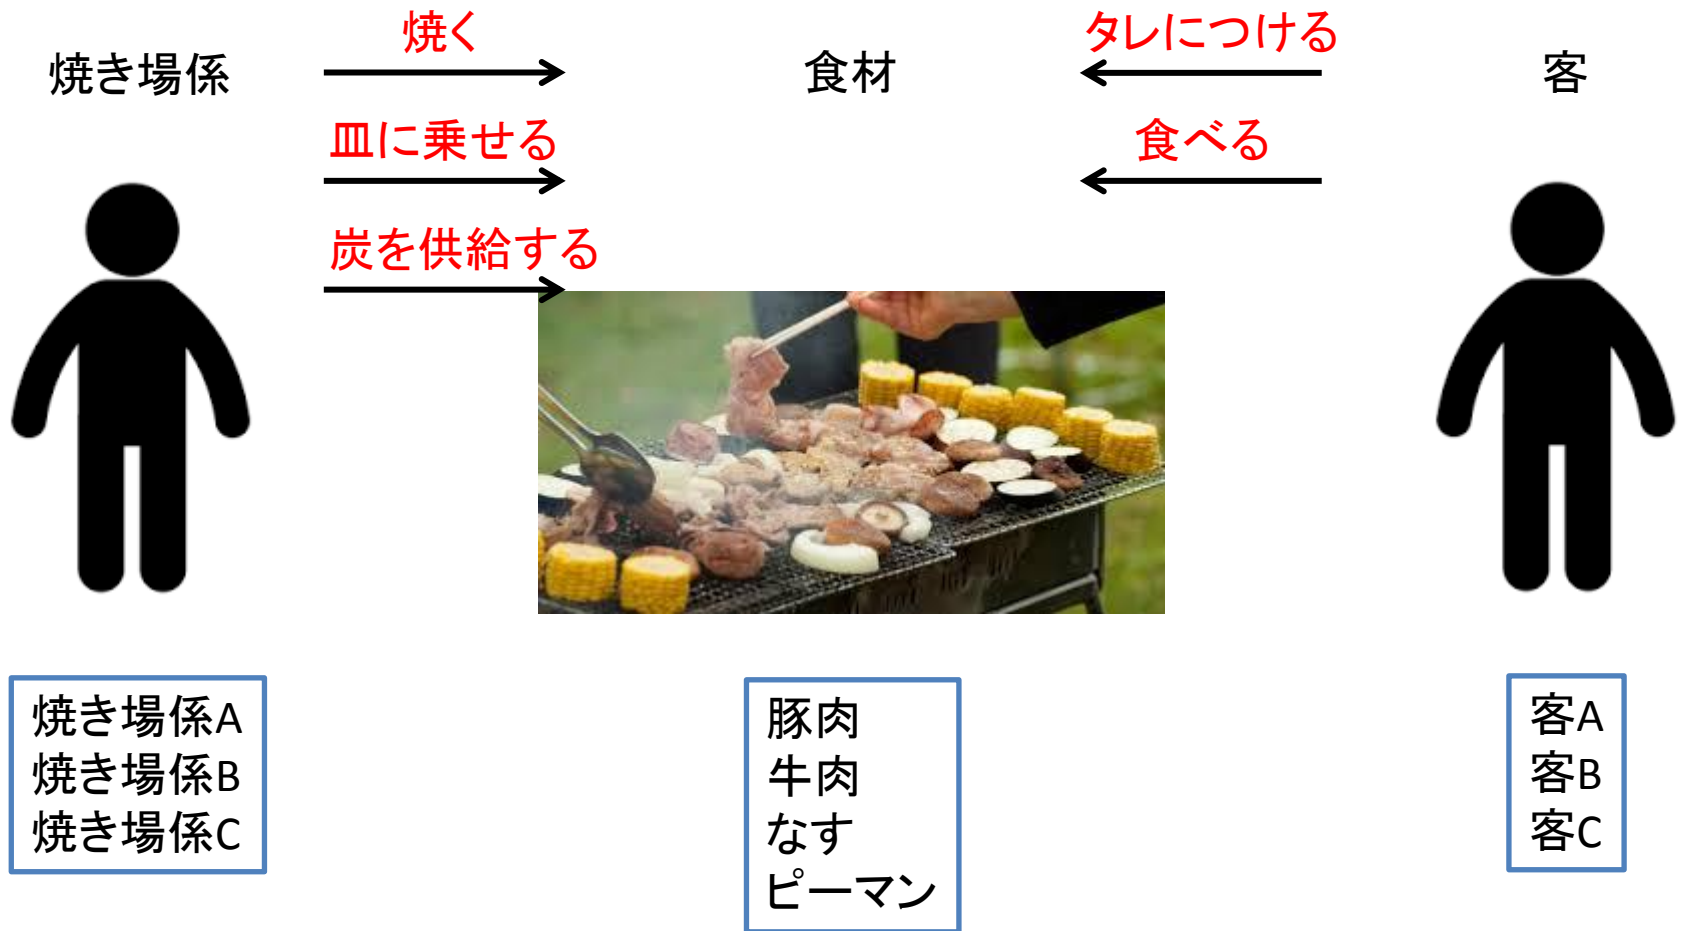 焼き場係
焼く
皿に乗せる
炭を供給する
食材
タレにつける
食べる
客
焼き場係A
焼き場係B
焼き場係C
豚肉
牛肉
なす
ピーマン
客A
客B
客C